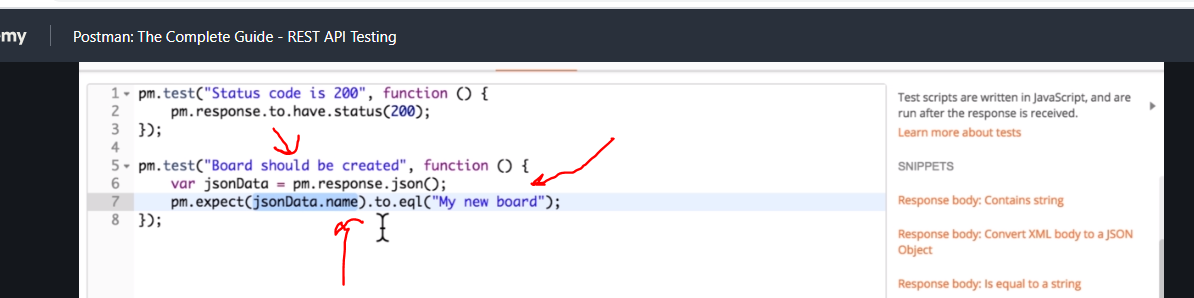 my
Postman: The Complete Guide - REST API Testing
1 pm.test("Status code is 200", function () {
2 pm.response.to.have.status(200);
3 });
4
5 pm.test("Board should be created", function () {
6 var jsonData = pm.response.json();
7 pm.expect(jsonData.name).to.eql("My new board");
8 });
Test scripts are written in JavaScript, and are
run after the response is received.
Learn more about tests
SNIPPETS
Response body: Contains string
Response body: Convert XML body to a JSON
Object
Response body: Is equal to a string